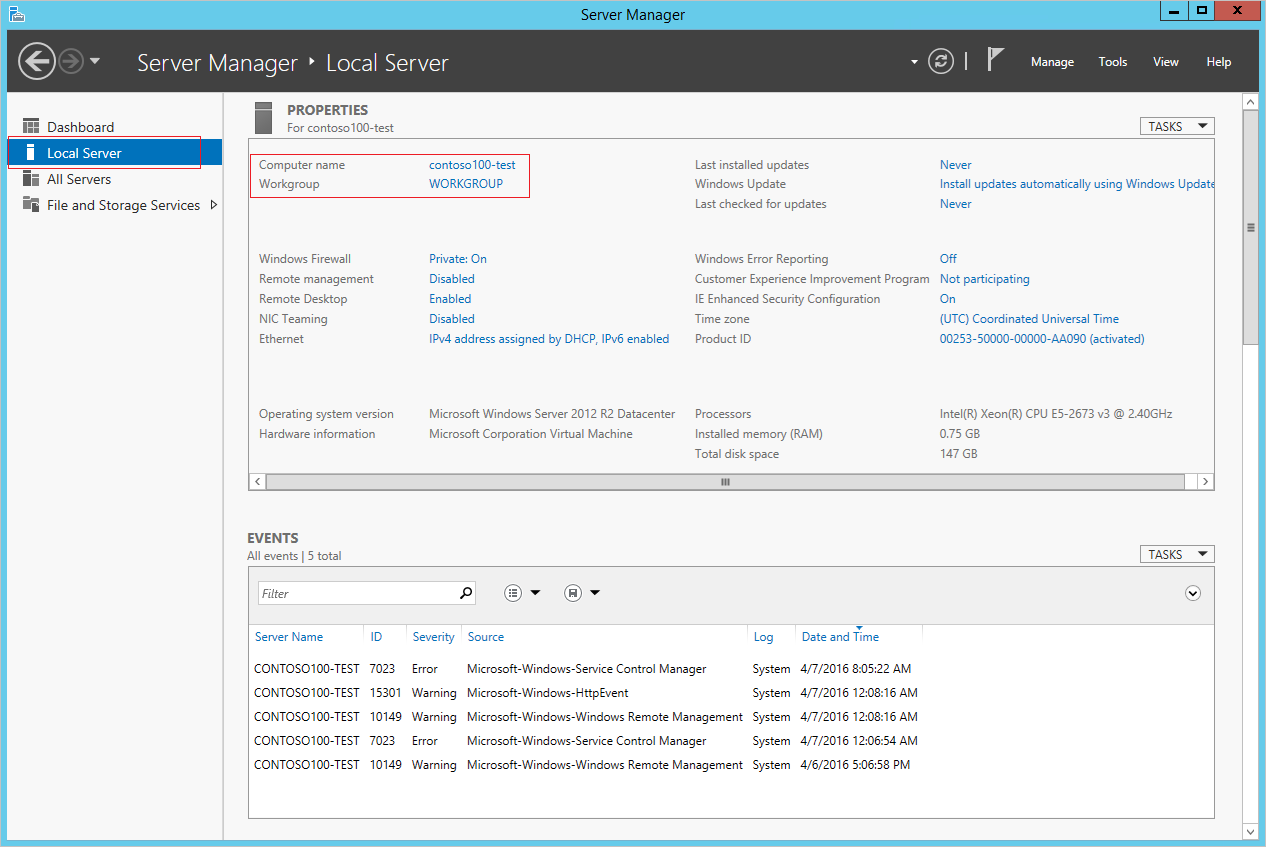 Server Manager
Server Manager ‣ Local Server
Manage Tools View Help
Dashboard
Local Server
All Servers
File and Storage Services
PROPERTIES
For contoso100-test
TASKS
Computer name contoso100-test Last installed updates Never
Workgroup WORKGROUP Windows Update Install updates automatically using Windows Update
Last checked for updates Never
Windows Firewall Private: On Windows Error Reporting Off
Remote management Disabled Customer Experience Improvement Program Not participating
Remote Desktop Enabled IE Enhanced Security Configuration On
NIC Teaming Disabled Time zone (UTC) Coordinated Universal Time
Ethernet IPv4 address assigned by DHCP, IPv6 enabled Product ID 00253-50000-00000-AA090 (activated)
Operating system version Microsoft Windows Server 2012 R2 Datacenter Processors Intel(R) Xeon(R) CPU E5-2673 v3 @ 2.40GHz
Hardware information Microsoft Corporation Virtual Machine Installed memory (RAM) 0.75 GB
Total disk space 147 GB
EVENTS
All events | 5 total
TASKS
Filter
Server Name ID Severity Source Log Date and Time
CONTOSO100-TEST 7023 Error Microsoft-Windows-Service Control Manager System 4/7/2016 8:05:22 AM
CONTOSO100-TEST 15301 Warning Microsoft-Windows-HttpEvent System 4/7/2016 12:08:16 AM
CONTOSO100-TEST 10149 Warning Microsoft-Windows-Windows Remote Management System 4/7/2016 12:08:16 AM
CONTOSO100-TEST 7023 Error Microsoft-Windows-Service Control Manager System 4/7/2016 12:06:54 AM
CONTOSO100-TEST 10149 Warning Microsoft-Windows-Windows Remote Management System 4/6/2016 5:06:58 PM